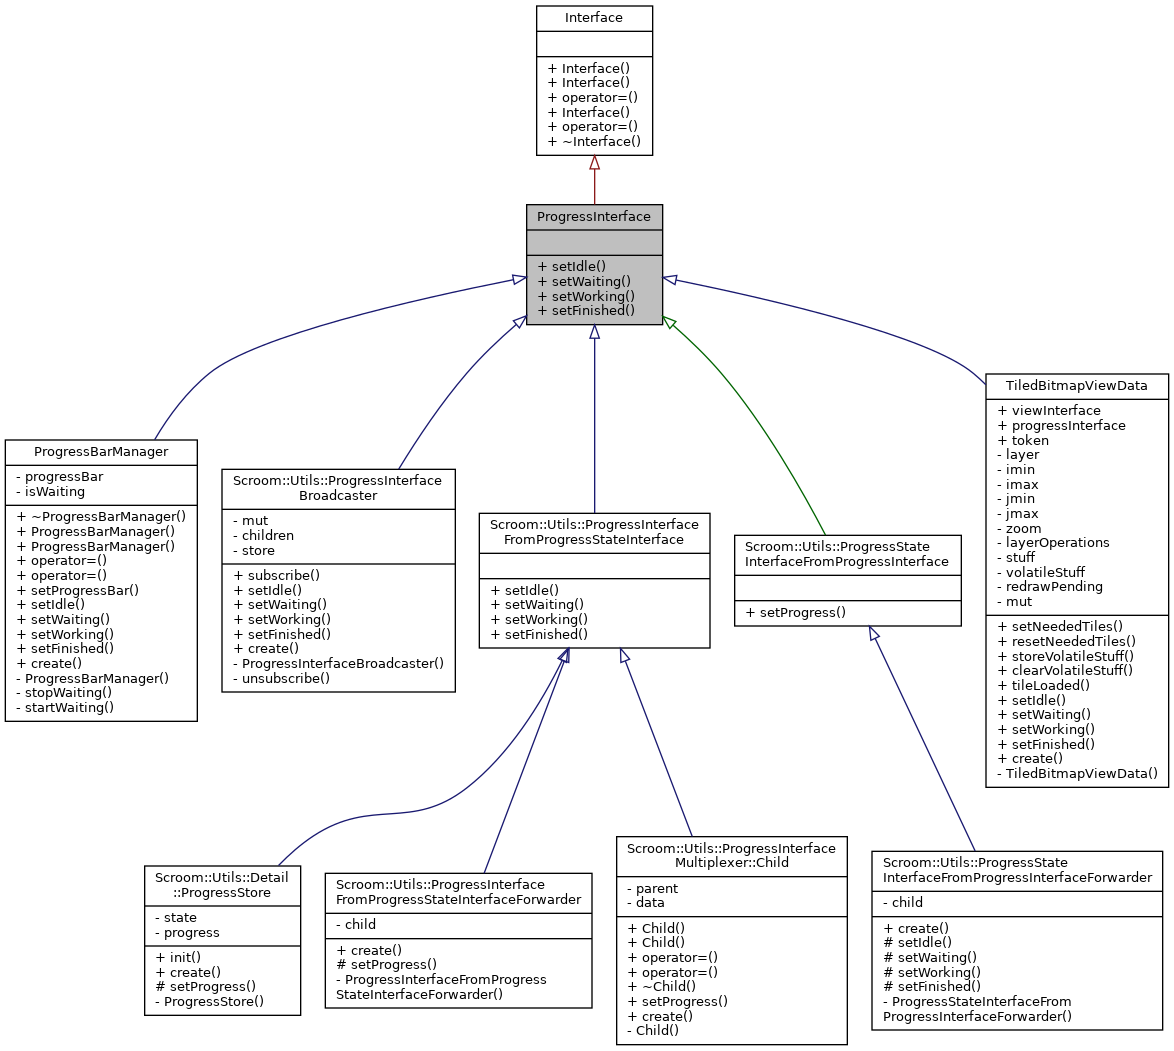 Interface
+ Interface()
+ Interface()
+ operator=()
+ Interface()
+ operator=()
+ ~Interface()
ProgressInterface
+ setIdle()
+ setWaiting()
+ setWorking()
+ setFinished()
ProgressBarManager
- progressBar
- isWaiting
+ ~ProgressBarManager()
+ ProgressBarManager()
+ ProgressBarManager()
+ operator=()
+ operator=()
+ setProgressBar()
+ setIdle()
+ setWaiting()
+ setWorking()
+ setFinished()
+ create()
- ProgressBarManager()
- stopWaiting()
- startWaiting()
Scroom::Utils::ProgressInterface
Broadcaster
- mut
- children
- store
+ subscribe()
+ setIdle()
+ setWaiting()
+ setWorking()
+ setFinished()
+ create()
- ProgressInterfaceBroadcaster()
- unsubscribe()
Scroom::Utils::ProgressInterface
FromProgressStateInterface
+ setIdle()
+ setWaiting()
+ setWorking()
+ setFinished()
Scroom::Utils::ProgressState
InterfaceFromProgressInterface
+ setProgress()
TiledBitmapViewData
+ viewInterface
+ progressInterface
+ token
- layer
- imin
- imax
- jmin
- jmax
- zoom
- layerOperations
- stuff
- volatileStuff
- redrawPending
- mut
+ setNeededTiles()
+ resetNeededTiles()
+ storeVolatileStuff()
+ clearVolatileStuff()
+ tileLoaded()
+ setIdle()
+ setWaiting()
+ setWorking()
+ setFinished()
+ create()
- TiledBitmapViewData()
Scroom::Utils::Detail
::ProgressStore
- state
- progress
+ init()
+ create()
# setProgress()
- ProgressStore()
Scroom::Utils::ProgressInterface
FromProgressStateInterfaceForwarder
- child
+ create()
# setProgress()
- ProgressInterfaceFromProgress
StateInterfaceForwarder()
Scroom::Utils::ProgressInterface
Multiplexer::Child
- parent
- data
+ Child()
+ Child()
+ operator=()
+ operator=()
+ ~Child()
+ setProgress()
+ create()
- Child()
Scroom::Utils::ProgressState
InterfaceFromProgressInterfaceForwarder
- child
+ create()
# setIdle()
# setWaiting()
# setWorking()
# setFinished()
- ProgressStateInterfaceFrom
ProgressInterfaceForwarder()